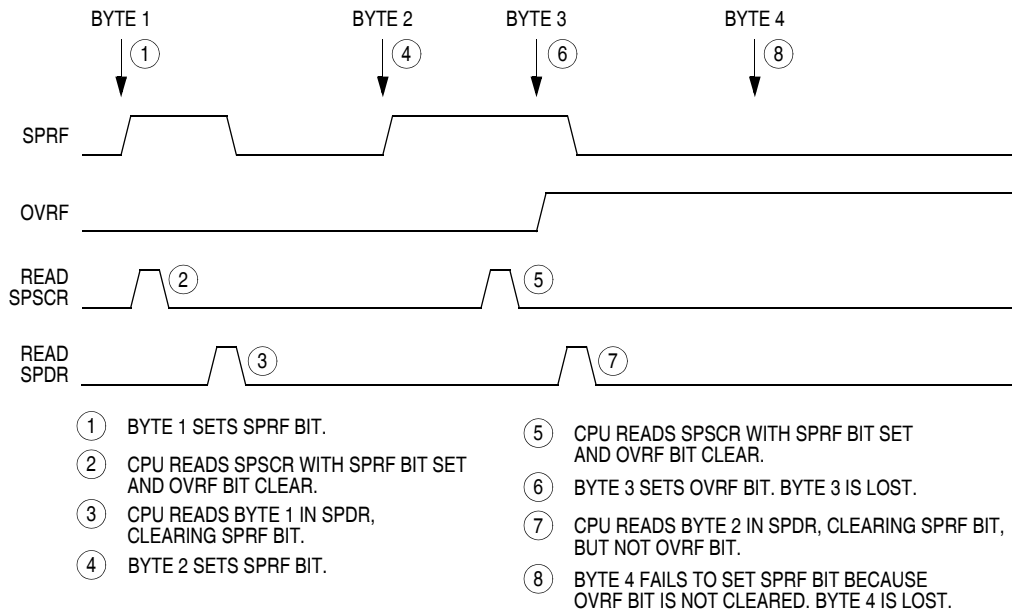 BYTE 1 BYTE 2 BYTE 3 BYTE 4
1 4 6 8
SPRF
OVRF
READ
SPSCR
2 5
READ
SPDR
3 7
1 BYTE 1 SETS SPRF BIT.
2 CPU READS SPSCR WITH SPRF BIT SET
AND OVRF BIT CLEAR.
3 CPU READS BYTE 1 IN SPDR,
CLEARING SPRF BIT.
4 BYTE 2 SETS SPRF BIT.
5 CPU READS SPSCR WITH SPRF BIT SET
AND OVRF BIT CLEAR.
6 BYTE 3 SETS OVRF BIT. BYTE 3 IS LOST.
7 CPU READS BYTE 2 IN SPDR, CLEARING SPRF BIT,
BUT NOT OVRF BIT.
8 BYTE 4 FAILS TO SET SPRF BIT BECAUSE
OVRF BIT IS NOT CLEARED. BYTE 4 IS LOST.